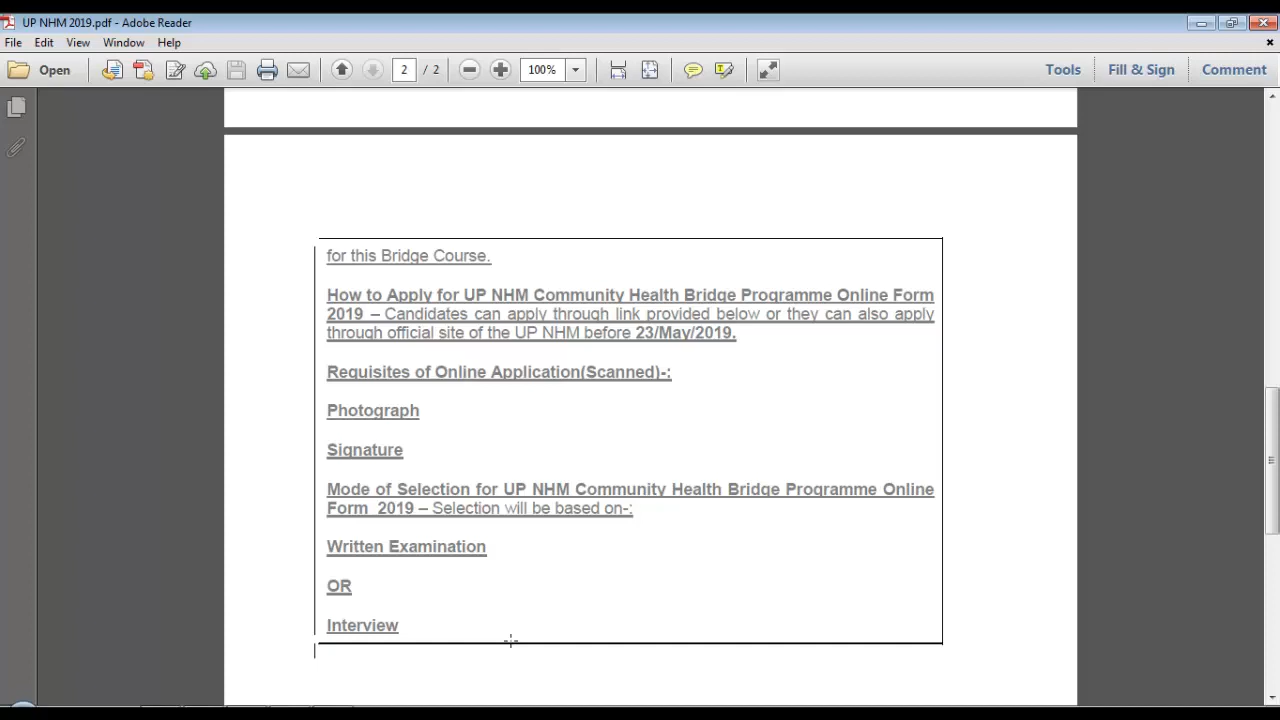 UP NHM 2019.pdf - Adobe Reader
File Edit View Window Help
Open 2 / 2 100% Tools Fill & Sign Comment
for this Bridge Course.
How to Apply for UP NHM Community Health Bridge Programme Online Form
2019 – Candidates can apply through link provided below or they can also apply
through official site of the UP NHM before 23/May/2019.
Requisites of Online Application(Scanned)-:
Photograph
Signature
Mode of Selection for UP NHM Community Health Bridge Programme Online
Form 2019 – Selection will be based on-:
Written Examination
OR
Interview